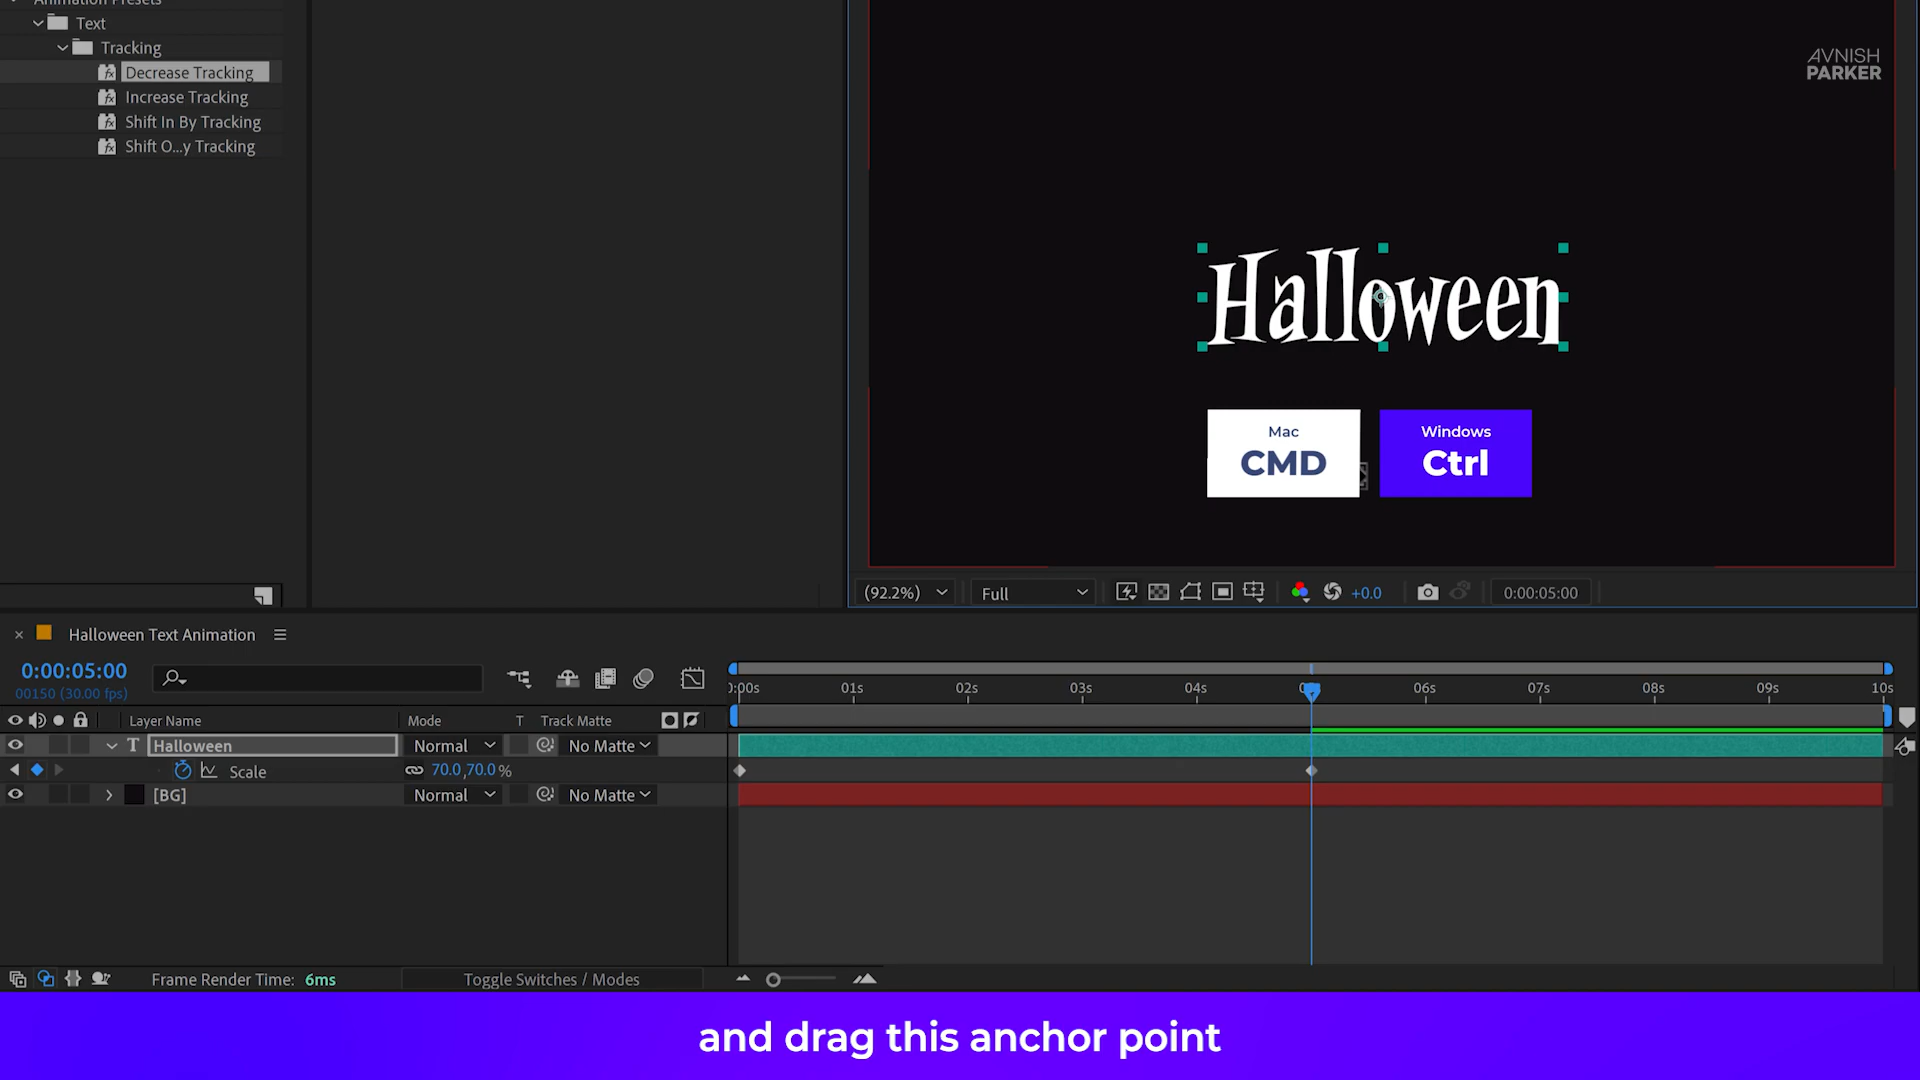 Animation Presets
Text
Tracking
Decrease Tracking
Increase Tracking
Shift In By Tracking
Shift O...y Tracking
AVNISH
PARKER
Halloween
Mac
CMD
Windows
Ctrl
(92.2%)
Full
+0.0
0:00:05:00
Halloween Text Animation
0:00:05:00
00150 (30.00 fps)
0:00s 01s 02s 03s 04s 06s 07s 08s 09s 10s
Layer Name Mode T Track Matte
T Halloween Normal No Matte
Scale 70.0,70.0 %
[BG] Normal No Matte
Frame Render Time: 6ms
Toggle Switches / Modes
and drag this anchor point